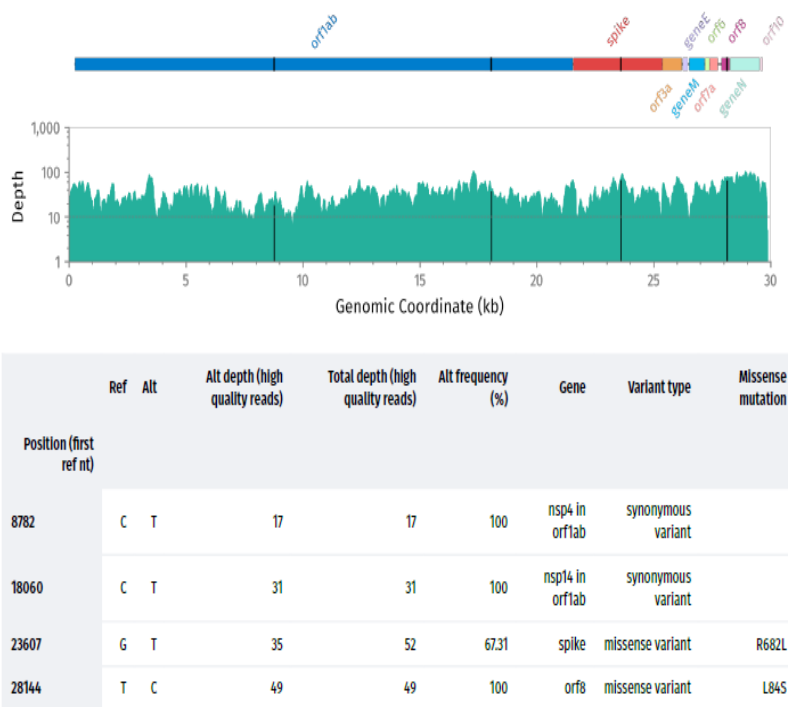 orf1ab
spike
geneE
orf6
orf8
orf10
orf3a
geneM
orf7a
geneN
1,000
100
10
1
Depth
0 5 10 15 20 25 30
Genomic Coordinate (kb)
Ref Alt Alt depth (high Total depth (high Alt frequency Gene Variant type Missense
quality reads) quality reads) (%) mutation
Position (first
ref nt)
8782 C T 17 17 100 nsp4 in synonymous
orf1ab variant
18060 C T 31 31 100 nsp14 in synonymous
orf1ab variant
23607 G T 35 52 67.31 spike missense variant R682L
28144 T C 49 49 100 orf8 missense variant L84S